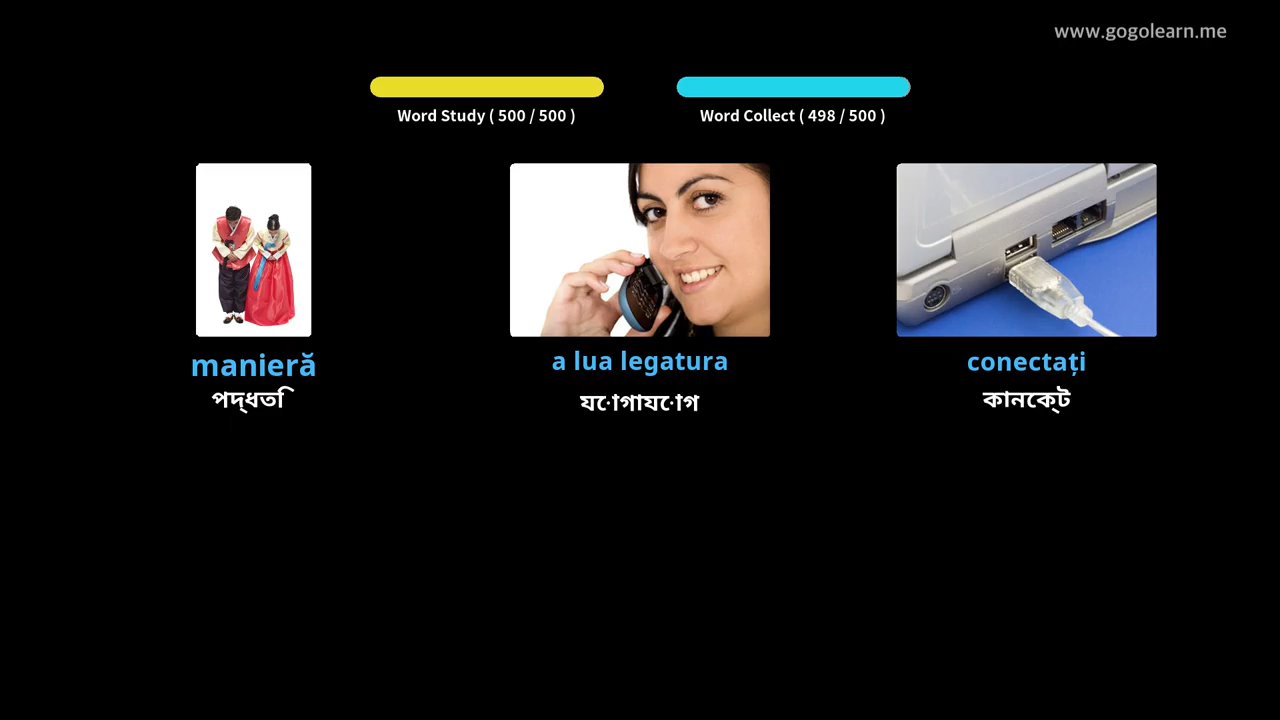 www.gogolearn.me
Word Study ( 500 / 500 )
Word Collect ( 498 / 500 )
manieră
a lua legatura
conectați
পদ্ধতি
যোগাযোগ
কানেক্ট